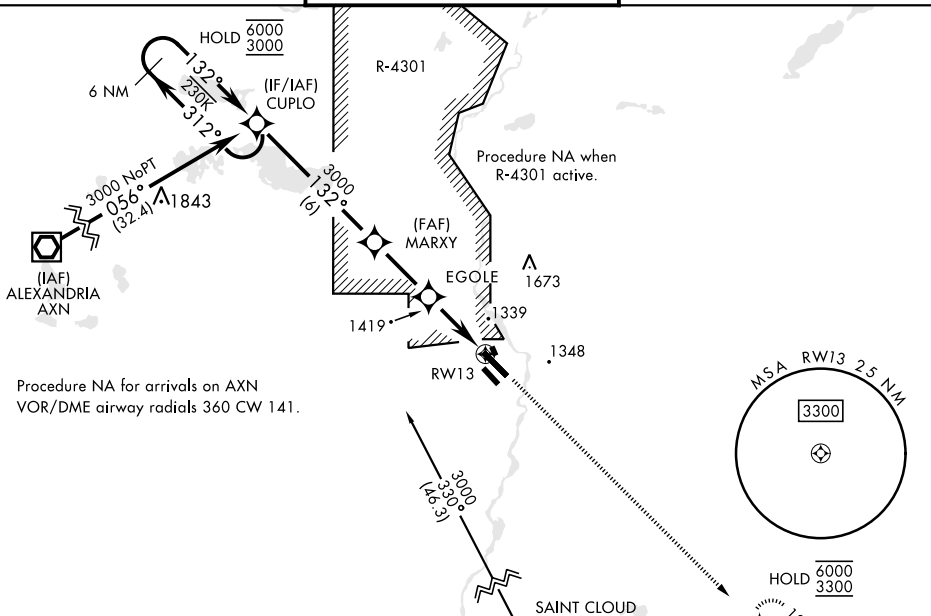 HOLD 6000
3000
R-4301
132°
6 NM
230K
312°
(IF/IAF)
CUPLO
Procedure NA when
R-4301 active.
3000 NoPT
056°
(32.4)
1843
3000
132°
(6)
(FAF)
MARXY
(IAF)
ALEXANDRIA
AXN
EGOLE
1673
1419
1339
1348
RW13
Procedure NA for arrivals on AXN
VOR/DME airway radials 360 CW 141.
MSA RW13 25 NM
3300
3000
330°
(46.3)
HOLD 6000
3300
SAINT CLOUD